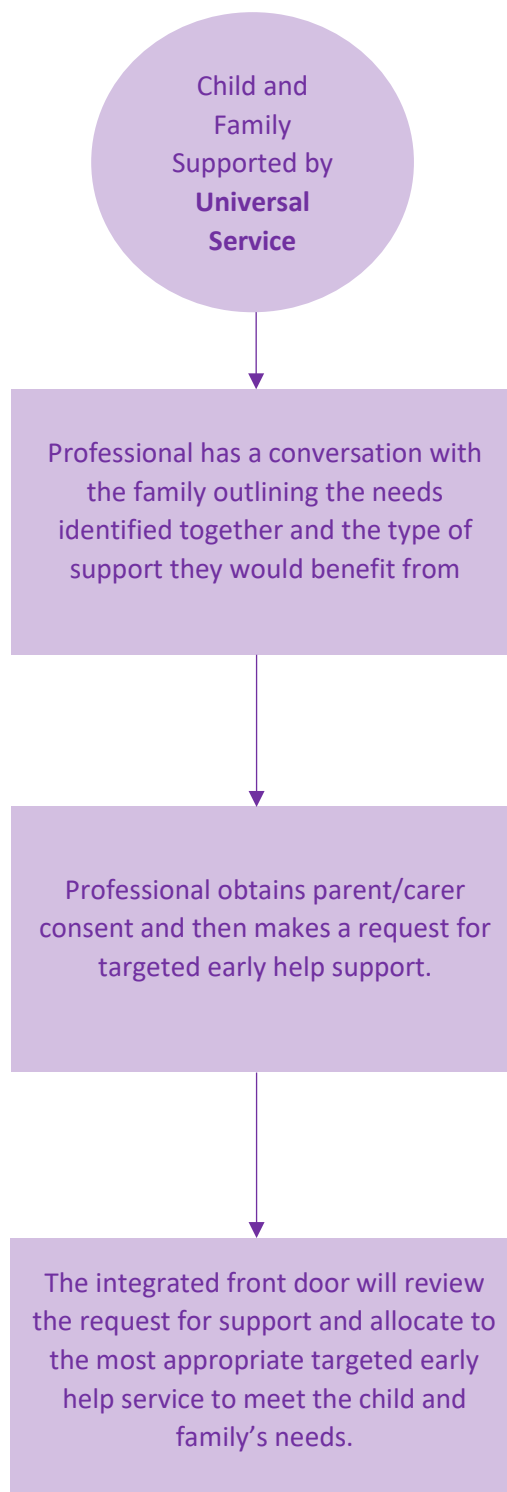 Child and
Family
Supported by
Universal
Service
Professional has a conversation with
the family outlining the needs
identified together and the type of
support they would benefit from
Professional obtains parent/carer
consent and then makes a request for
targeted early help support.
The integrated front door will review
the request for support and allocate to
the most appropriate targeted early
help service to meet the child and
family’s needs.